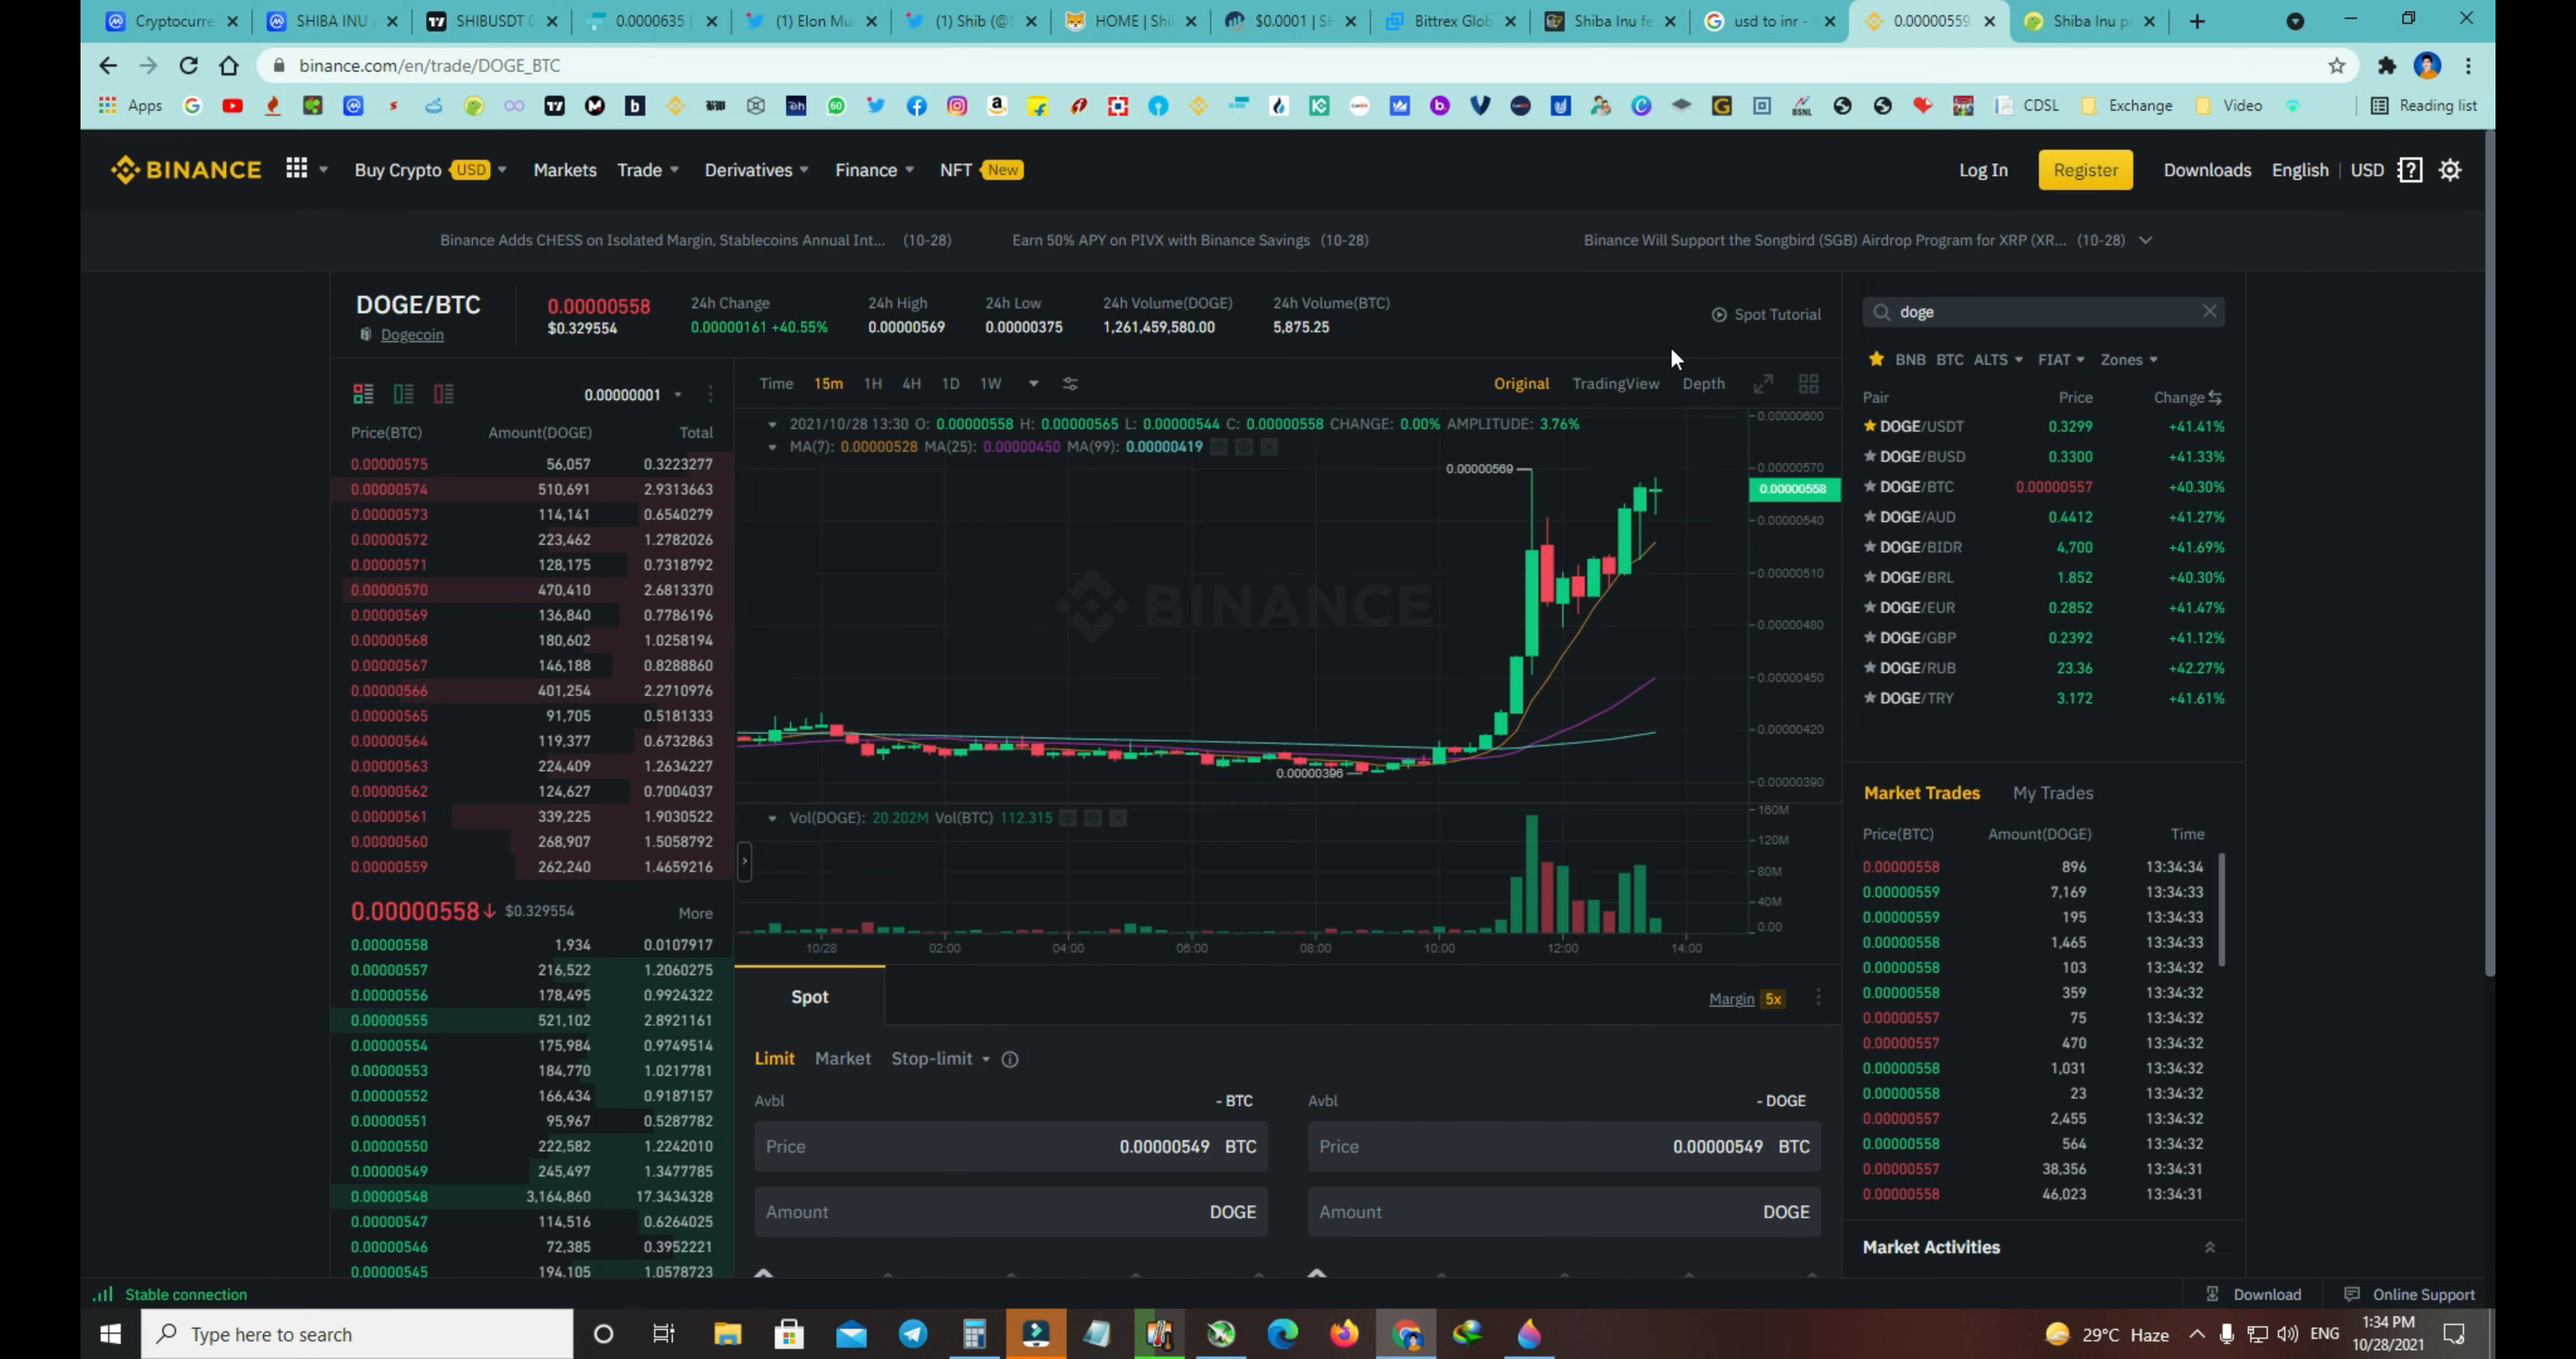 Cryptocurre
SHIBA INU
SHIBUSDT 0
0.0000635 |
(1) Elon Mu
(1) Shib (@S
HOME | Shi
$0.0001 | SH
Bittrex Glob
Shiba Inu fe
usd to inr -
0.00000559
Shiba Inu p
binance.com/en/trade/DOGE_BTC
Apps CDSL Exchange Video Reading list
BINANCE Buy Crypto USD Markets Trade Derivatives Finance NFT New Log In Register Downloads English USD
Binance Adds CHESS on Isolated Margin, Stablecoins Annual Int... (10-28) Earn 50% APY on PIVX with Binance Savings (10-28) Binance Will Support the Songbird (SGB) Airdrop Program for XRP (XR... (10-28)
DOGE/BTC
Dogecoin
0.00000558
$0.329554
24h Change
0.00000161 +40.55%
24h High
0.00000569
24h Low
0.00000375
24h Volume(DOGE)
1,261,459,580.00
24h Volume(BTC)
5,875.25
Spot Tutorial
0.00000001
Price(BTC) Amount(DOGE) Total
0.00000575 56,057 0.3223277
0.00000574 510,691 2.9313663
0.00000573 114,141 0.6540279
0.00000572 223,462 1.2782026
0.00000571 128,175 0.7318792
0.00000570 470,410 2.6813370
0.00000569 136,840 0.7786196
0.00000568 180,602 1.0258194
0.00000567 146,188 0.8288860
0.00000566 401,254 2.2710976
0.00000565 91,705 0.5181333
0.00000564 119,377 0.6732863
0.00000563 224,409 1.2634227
0.00000562 124,627 0.7004037
0.00000561 339,225 1.9030522
0.00000560 268,907 1.5058792
0.00000559 262,240 1.4659216
0.00000558 $0.329554 More
0.00000558 1,934 0.0107917
0.00000557 216,522 1.2060275
0.00000556 178,495 0.9924322
0.00000555 521,102 2.8921161
0.00000554 175,984 0.9749514
0.00000553 184,770 1.0217781
0.00000552 166,434 0.9187157
0.00000551 95,967 0.5287782
0.00000550 222,582 1.2242010
0.00000549 245,497 1.3477785
0.00000548 3,164,860 17.3434328
0.00000547 114,516 0.6264025
0.00000546 72,385 0.3952221
0.00000545 194,105 1.0578723
Time 15m 1H 4H 1D 1W Original TradingView Depth
2021/10/28 13:30 O: 0.00000558 H: 0.00000565 L: 0.00000544 C: 0.00000558 CHANGE: 0.00% AMPLITUDE: 3.76%
MA(7): 0.00000528 MA(25): 0.00000450 MA(99): 0.00000419
0.00000600
0.00000569
0.00000570
0.00000558
0.00000540
0.00000510
BINANCE
0.00000480
0.00000450
0.00000420
0.00000396
0.00000390
Vol(DOGE): 20.202M Vol(BTC) 112.315
160M
120M
80M
40M
0.00
10/28 02:00 04:00 06:00 08:00 10:00 12:00 14:00
Spot Margin 5x
Limit Market Stop-limit
Avbl - BTC
Price 0.00000549 BTC
Amount DOGE
Avbl - DOGE
Price 0.00000549 BTC
Amount DOGE
doge
BNB BTC ALTS FIAT Zones
Pair Price Change
DOGE/USDT 0.3299 +41.41%
DOGE/BUSD 0.3300 +41.33%
DOGE/BTC 0.00000557 +40.30%
DOGE/AUD 0.4412 +41.27%
DOGE/BIDR 4,700 +41.69%
DOGE/BRL 1.852 +40.30%
DOGE/EUR 0.2852 +41.47%
DOGE/GBP 0.2392 +41.12%
DOGE/RUB 23.36 +42.27%
DOGE/TRY 3.172 +41.61%
Market Trades My Trades
Price(BTC) Amount(DOGE) Time
0.00000558 896 13:34:34
0.00000559 7,169 13:34:33
0.00000559 195 13:34:33
0.00000558 1,465 13:34:33
0.00000558 103 13:34:32
0.00000558 359 13:34:32
0.00000557 75 13:34:32
0.00000557 470 13:34:32
0.00000558 1,031 13:34:32
0.00000558 23 13:34:32
0.00000557 2,455 13:34:32
0.00000558 564 13:34:32
0.00000557 38,356 13:34:31
0.00000558 46,023 13:34:31
Market Activities
Stable connection Download Online Support
Type here to search
29°C Haze ENG
1:34 PM
10/28/2021